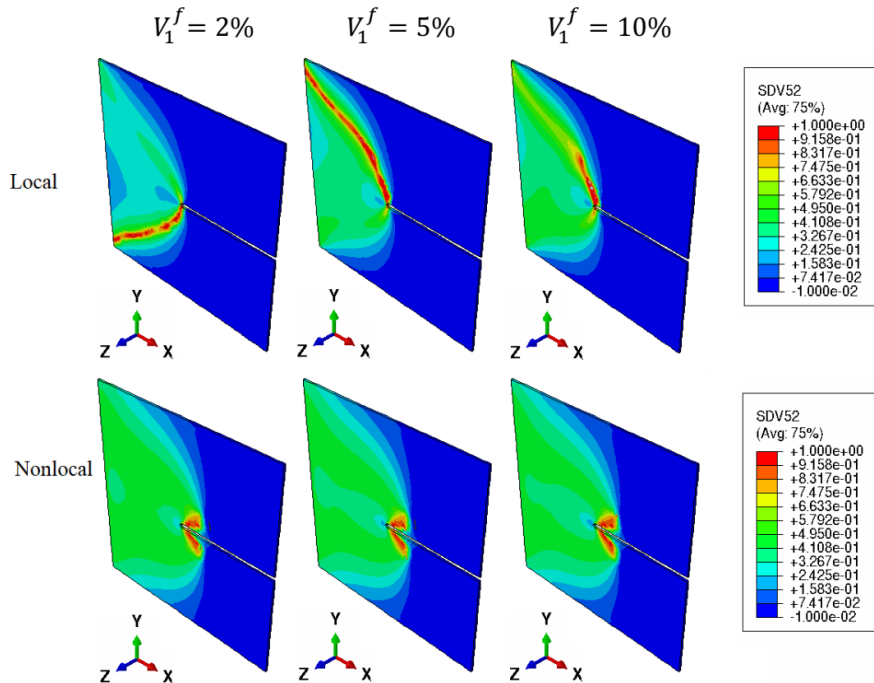 V₁ᶠ = 2% V₁ᶠ = 5% V₁ᶠ = 10%
Local
SDV52
(Avg: 75%)
+1.000e+00
+9.158e-01
+8.317e-01
+7.475e-01
+6.633e-01
+5.792e-01
+4.950e-01
+4.108e-01
+3.267e-01
+2.425e-01
+1.583e-01
+7.417e-02
-1.000e-02
Y Y Y
Z X Z X Z X
Nonlocal
SDV52
(Avg: 75%)
+1.000e+00
+9.158e-01
+8.317e-01
+7.475e-01
+6.633e-01
+5.792e-01
+4.950e-01
+4.108e-01
+3.267e-01
+2.425e-01
+1.583e-01
+7.417e-02
-1.000e-02
Y Y Y
Z X Z X Z X